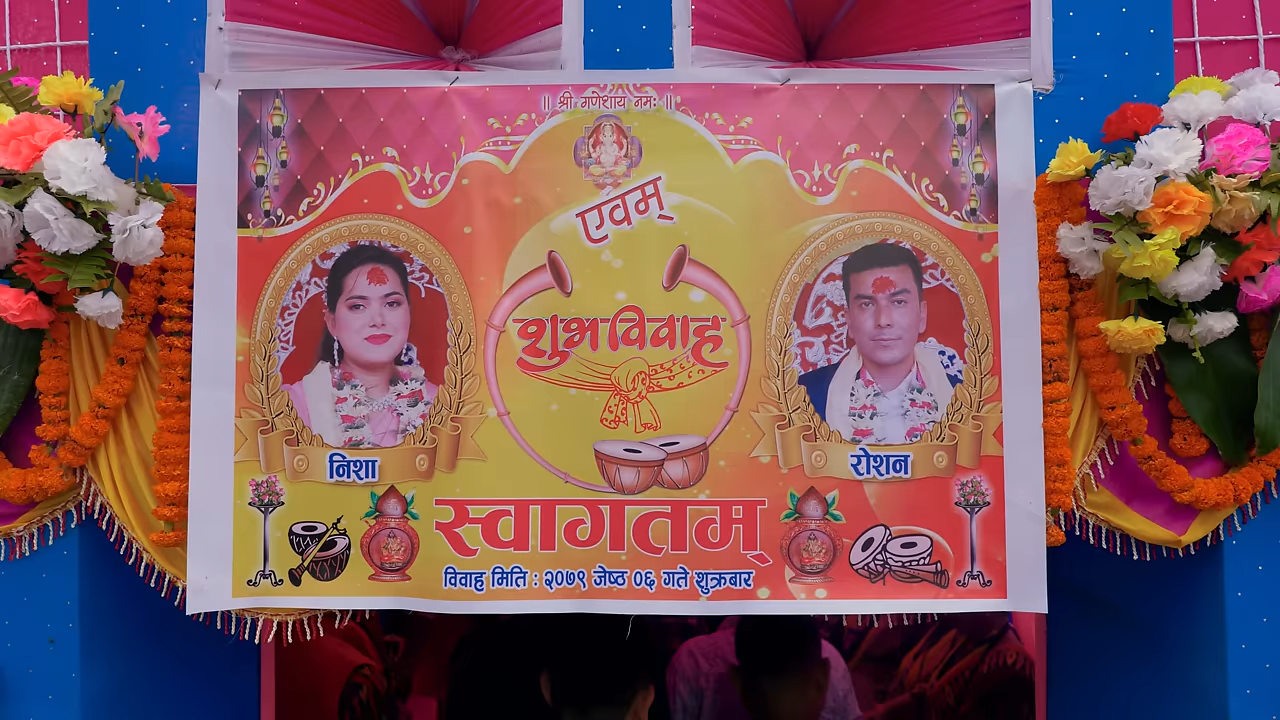 ॥ श्री गणेशाय नमः ॥
एवम्
शुभ विवाह
निशा
रोशन
स्वागतम्
विवाह मिति : २०७९ जेष्ठ ०६ गते शुक्रबार